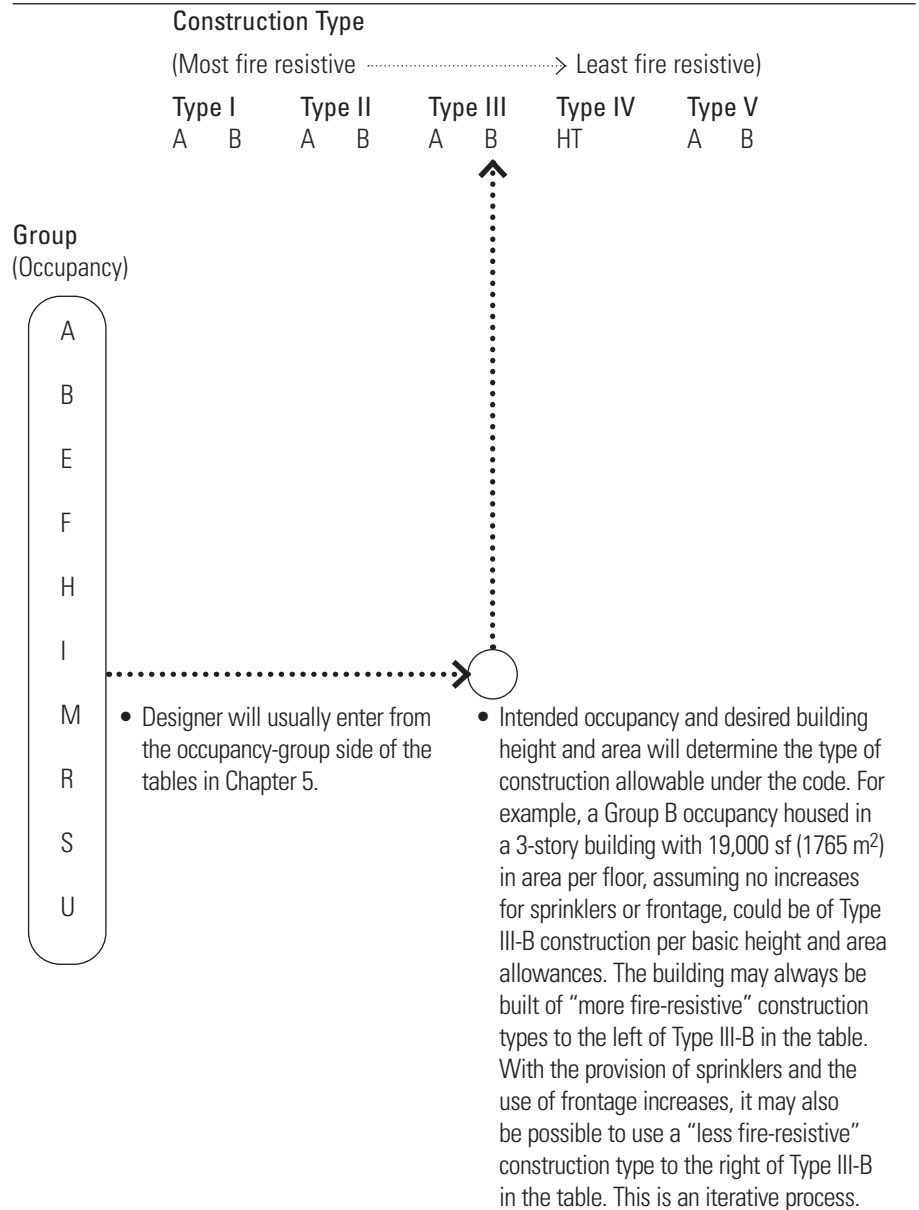 Construction Type
(Most fire resistive Least fire resistive)
Type I Type II Type III Type IV Type V
A B A B A B HT A B
Group
(Occupancy)
A
B
E
F
H
I
M
R
S
U
• Designer will usually enter from
the occupancy-group side of the
tables in Chapter 5.
• Intended occupancy and desired building
height and area will determine the type of
construction allowable under the code. For
example, a Group B occupancy housed in
a 3-story building with 19,000 sf (1765 m²)
in area per floor, assuming no increases
for sprinklers or frontage, could be of Type
III-B construction per basic height and area
allowances. The building may always be
built of “more fire-resistive” construction
types to the left of Type III-B in the table.
With the provision of sprinklers and the
use of frontage increases, it may also
be possible to use a “less fire-resistive”
construction type to the right of Type III-B
in the table. This is an iterative process.